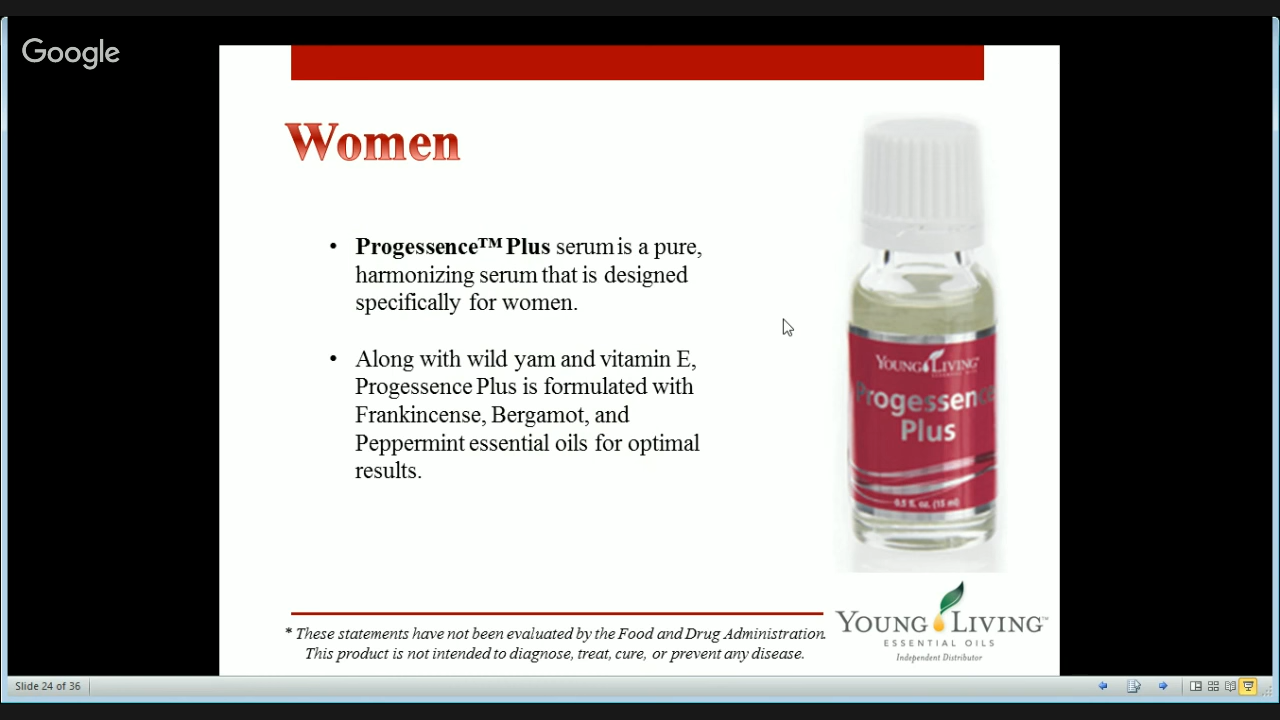 Google
Women
• Progessence™ Plus serum is a pure,
harmonizing serum that is designed
specifically for women.
• Along with wild yam and vitamin E,
Progessence Plus is formulated with
Frankincense, Bergamot, and
Peppermint essential oils for optimal
results.
YOUNG LIVING
Progessence
Plus
0.5 fl. oz. (15 ml)
* These statements have not been evaluated by the Food and Drug Administration.
This product is not intended to diagnose, treat, cure, or prevent any disease.
YOUNG LIVING™
ESSENTIAL OILS
Independent Distributor
Slide 24 of 36